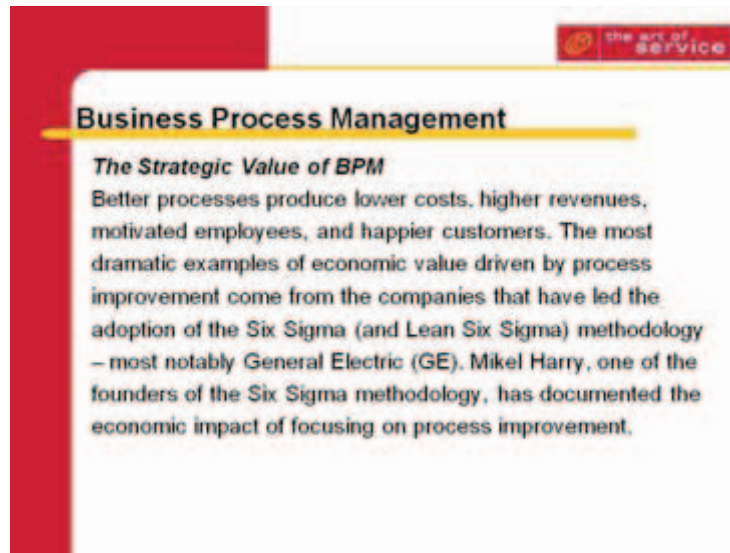 the art of
service
Business Process Management
The Strategic Value of BPM
Better processes produce lower costs, higher revenues,
motivated employees, and happier customers. The most
dramatic examples of economic value driven by process
improvement come from the companies that have led the
adoption of the Six Sigma (and Lean Six Sigma) methodology
– most notably General Electric (GE). Mikel Harry, one of the
founders of the Six Sigma methodology, has documented the
economic impact of focusing on process improvement.